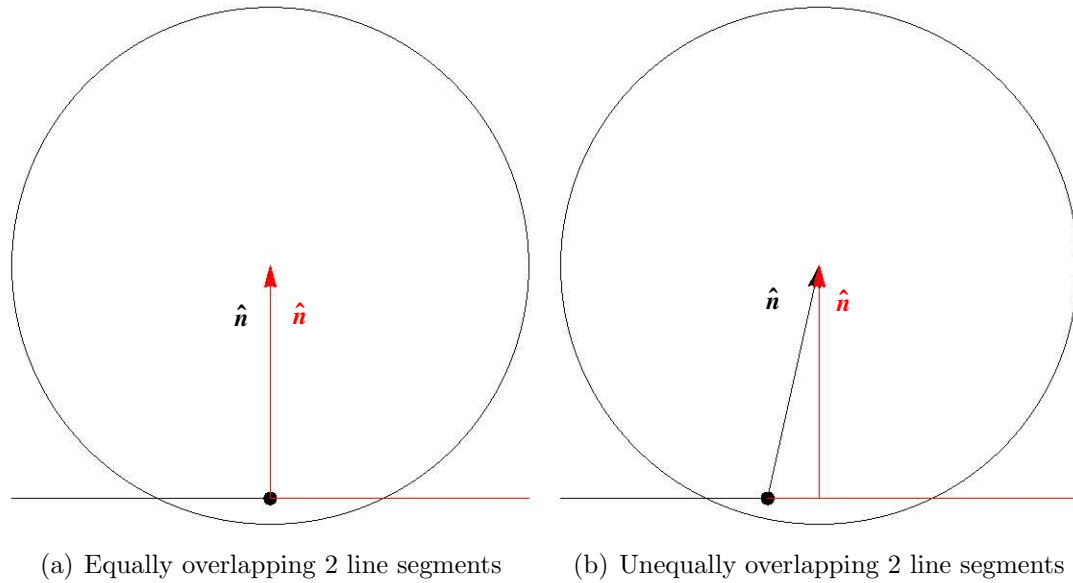 n̂ n̂
n̂ n̂
(a) Equally overlapping 2 line segments
(b) Unequally overlapping 2 line segments